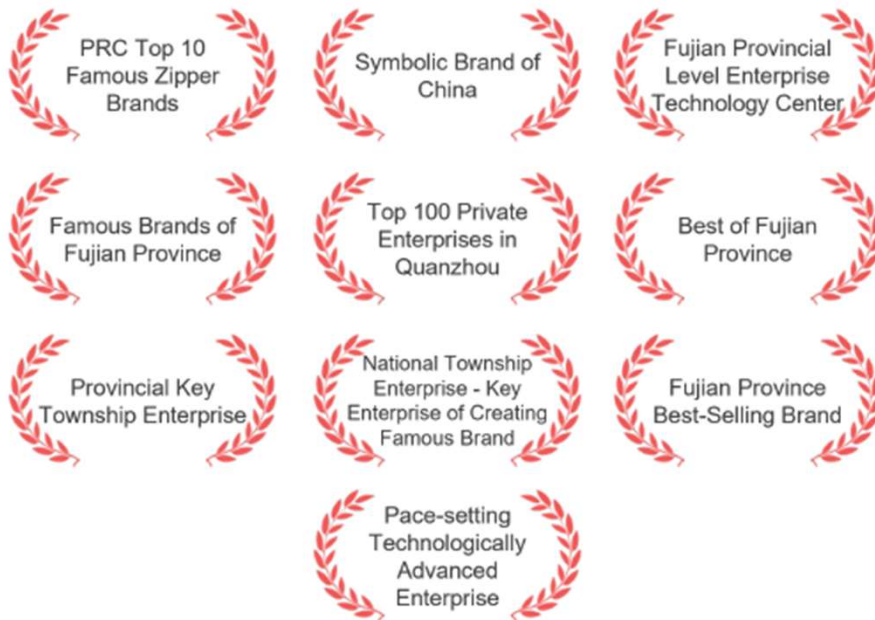 PRC Top 10
Famous Zipper
Brands
Symbolic Brand of
China
Fujian Provincial
Level Enterprise
Technology Center
Famous Brands of
Fujian Province
Top 100 Private
Enterprises in
Quanzhou
Best of Fujian
Province
Provincial Key
Township Enterprise
National Township
Enterprise - Key
Enterprise of Creating
Famous Brand
Fujian Province
Best-Selling Brand
Pace-setting
Technologically
Advanced
Enterprise